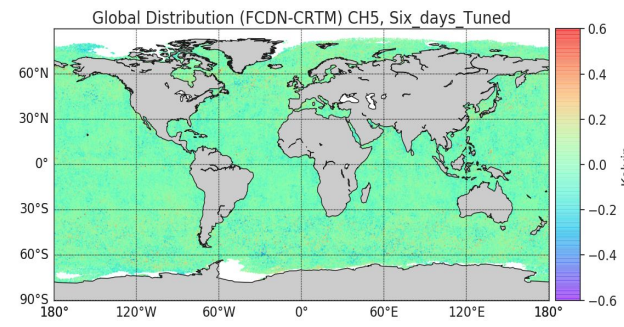 Global Distribution (FCDN-CRTM) CH5, Six_days_Tuned
60°N
30°N
0°
30°S
60°S
90°S
180° 120°W 60°W 0° 60°E 120°E 180°
0.6
0.4
0.2
0.0
−0.2
−0.4
−0.6